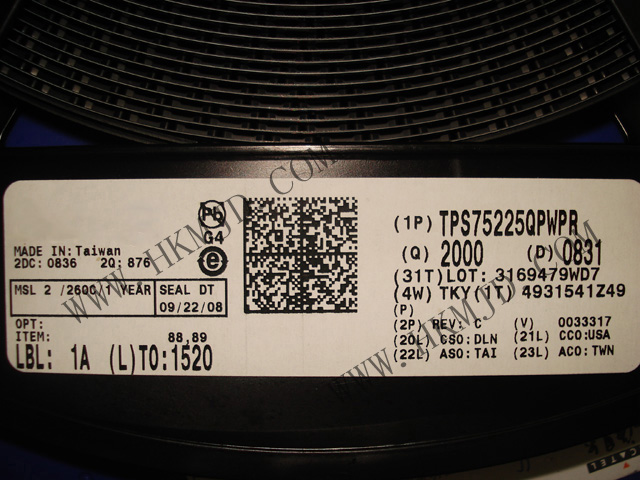 WWW.HKMJD.COM
Pb
G4
e
MADE IN: Taiwan
2DC: 0836 2Q: 876
MSL 2 /260C/1 YEAR
SEAL DT
09/22/08
OPT:
ITEM: 88,89
LBL: 1A (L)TO:1520
(1P) TPS75225QPWPR
(Q) 2000 (D) 0831
(31T)LOT: 3169479WD7
(4W) TKY(1T) 4931541Z49
(P)
(2P) REV: C (V) 0033317
(20L) CSO:DLN (21L) CCO:USA
(22L) ASO:TAI (23L) ACO:TWN
WWW.HKMJD.COM
CATEL